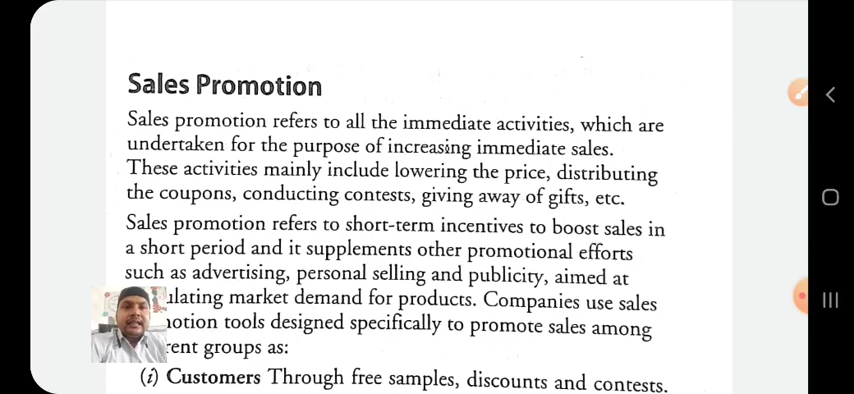 Sales Promotion
Sales promotion refers to all the immediate activities, which are
undertaken for the purpose of increasing immediate sales.
These activities mainly include lowering the price, distributing
the coupons, conducting contests, giving away of gifts, etc.
Sales promotion refers to short-term incentives to boost sales in
a short period and it supplements other promotional efforts
such as advertising, personal selling and publicity, aimed at
ulating market demand for products. Companies use sales
otion tools designed specifically to promote sales among
rent groups as:
(i) Customers Through free samples, discounts and contests.